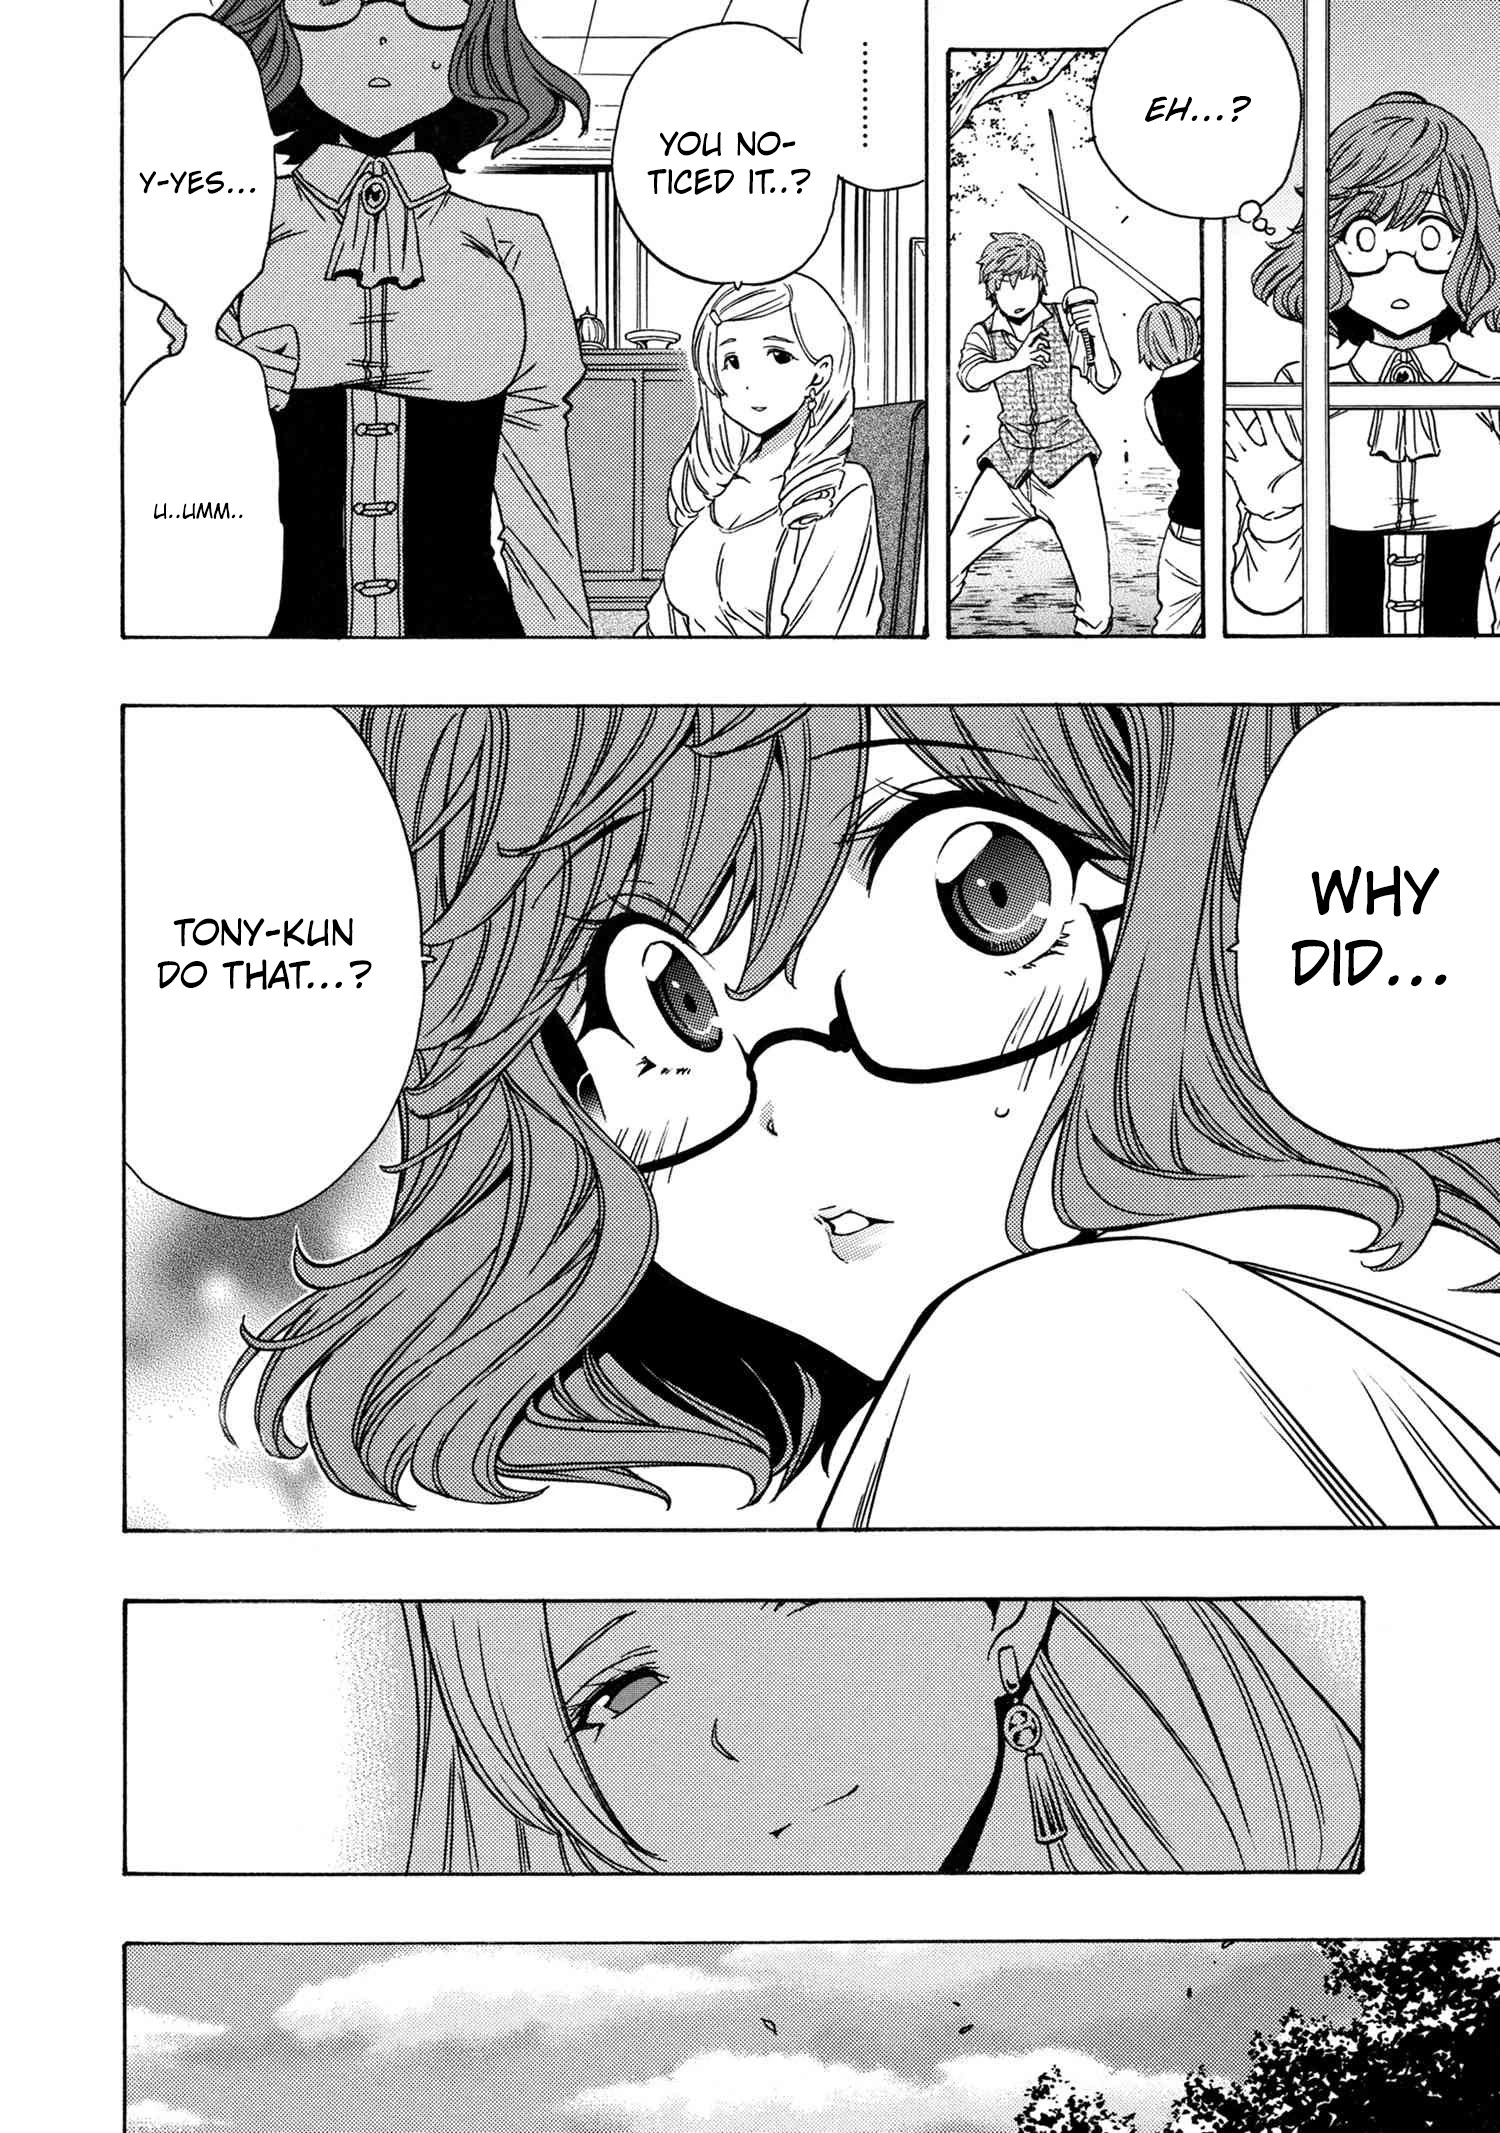 EH...?
.........
YOU NO-
TICED IT..?
Y-YES...
U..UMM..
WHY
DID...
TONY-KUN
DO THAT...?